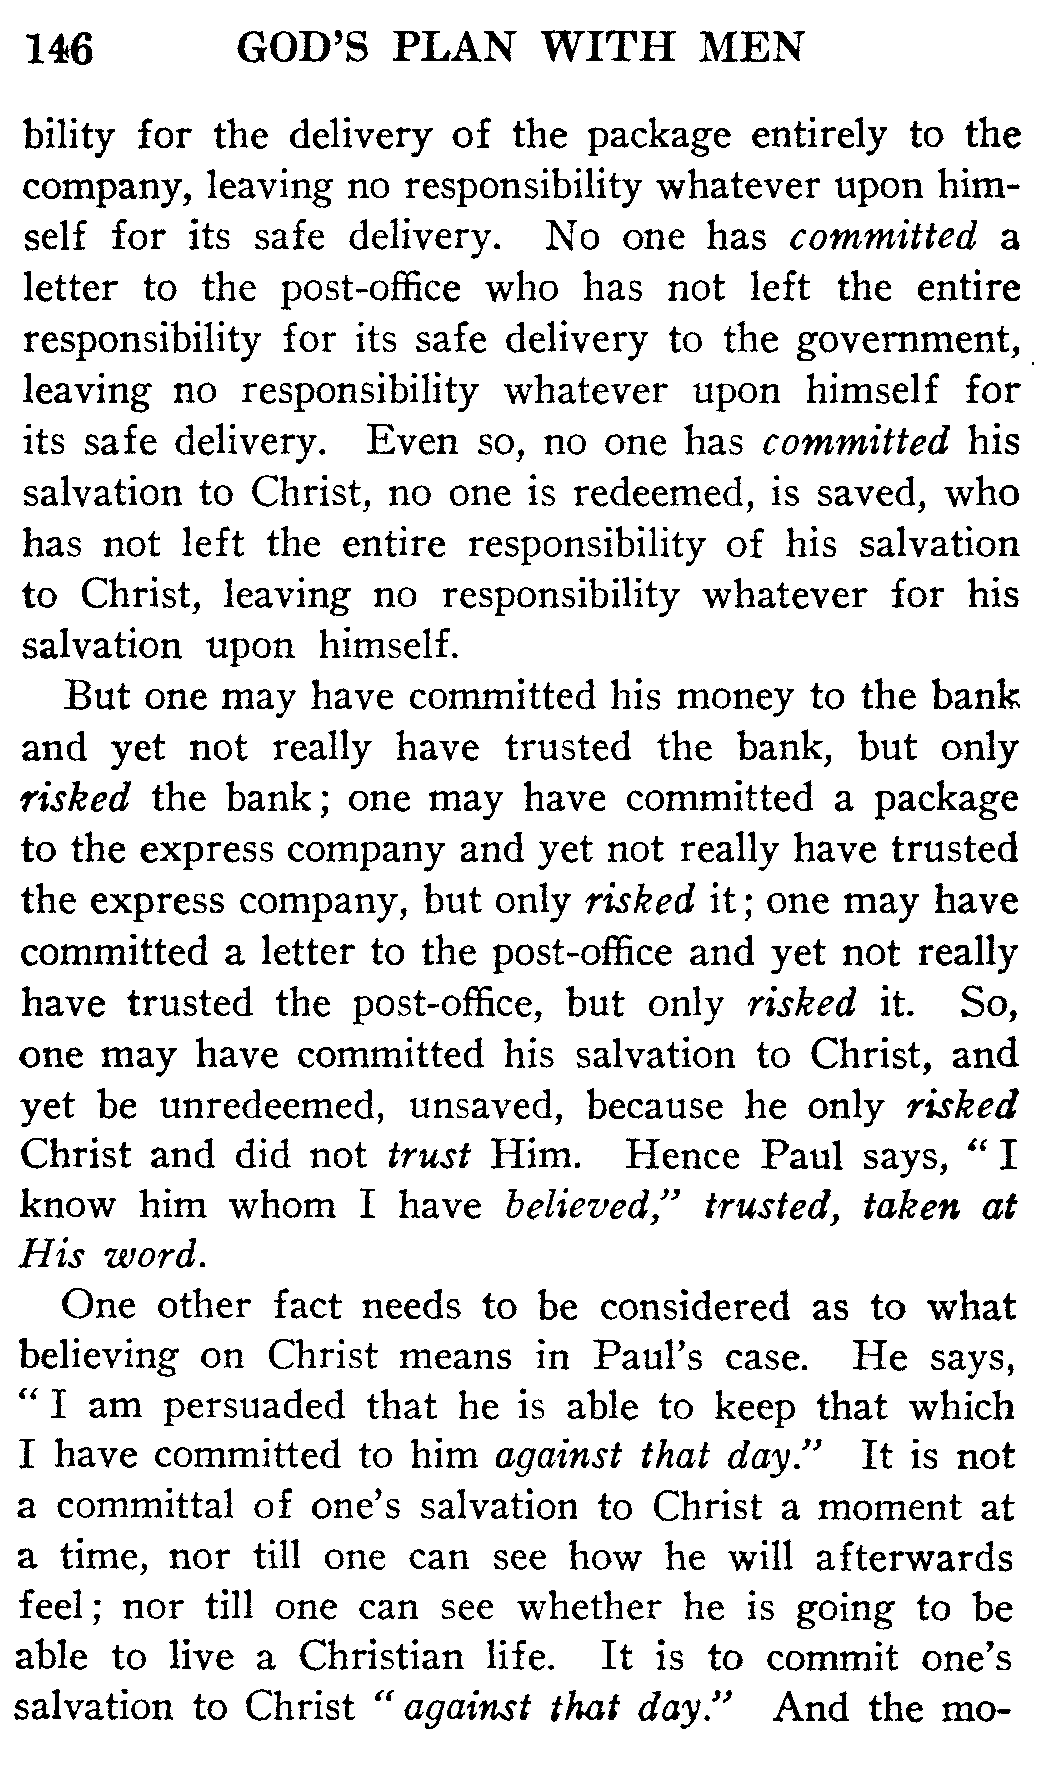 146 GOD'S PLAN WITH MEN
bility for the delivery of the package entirely to the
company, leaving no responsibility whatever upon him-
self for its safe delivery. No one has committed a
letter to the post-office who has not left the entire
responsibility for its safe delivery to the government,
leaving no responsibility whatever upon himself for
its safe delivery. Even so, no one has committed his
salvation to Christ, no one is redeemed, is saved, who
has not left the entire responsibility of his salvation
to Christ, leaving no responsibility whatever for his
salvation upon himself.
But one may have committed his money to the bank
and yet not really have trusted the bank, but only
risked the bank; one may have committed a package
to the express company and yet not really have trusted
the express company, but only risked it; one may have
committed a letter to the post-office and yet not really
have trusted the post-office, but only risked it. So,
one may have committed his salvation to Christ, and
yet be unredeemed, unsaved, because he only risked
Christ and did not trust Him. Hence Paul says, " I
know him whom I have believed," trusted, taken at
His word.
One other fact needs to be considered as to what
believing on Christ means in Paul's case. He says,
" I am persuaded that he is able to keep that which
I have committed to him against that day." It is not
a committal of one's salvation to Christ a moment at
a time, nor till one can see how he will afterwards
feel; nor till one can see whether he is going to be
able to live a Christian life. It is to commit one's
salvation to Christ " against that day." And the mo-